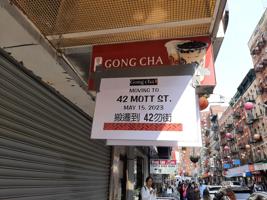 GONG CHA
Gong cha
MOVING TO
42 MOTT ST.
MAY 15, 2023
搬遷到 42勿街